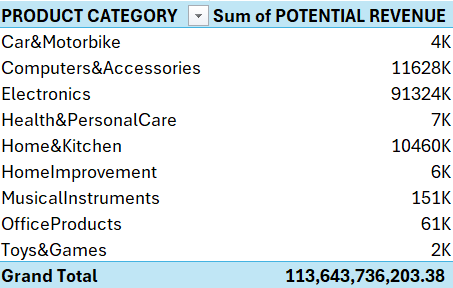 PRODUCT CATEGORY Sum of POTENTIAL REVENUE
Car&Motorbike 4K
Computers&Accessories 11628K
Electronics 91324K
Health&PersonalCare 7K
Home&Kitchen 10460K
HomeImprovement 6K
MusicalInstruments 151K
OfficeProducts 61K
Toys&Games 2K
Grand Total 113,643,736,203.38